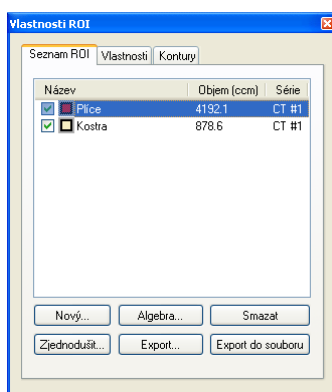 Vlastnosti ROI
Seznam ROI Vlastnosti Kontury
Název Objem (ccm) Série
Plíce 4192.1 CT #1
Kostra 878.6 CT #1
Nový... Algebra... Smazat
Zjednodušit... Export... Export do souboru